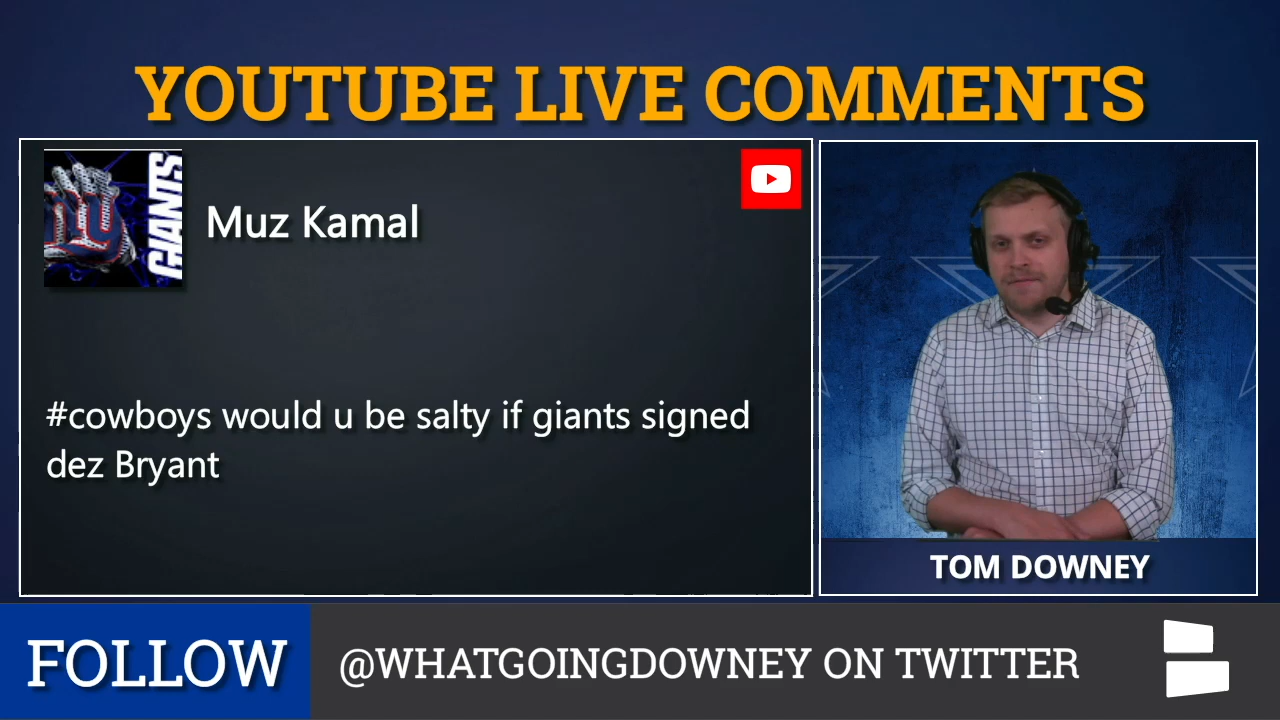 YOUTUBE LIVE COMMENTS
GIANTS
Muz Kamal
#cowboys would u be salty if giants signed
dez Bryant
TOM DOWNEY
FOLLOW
@WHATGOINGDOWNEY ON TWITTER